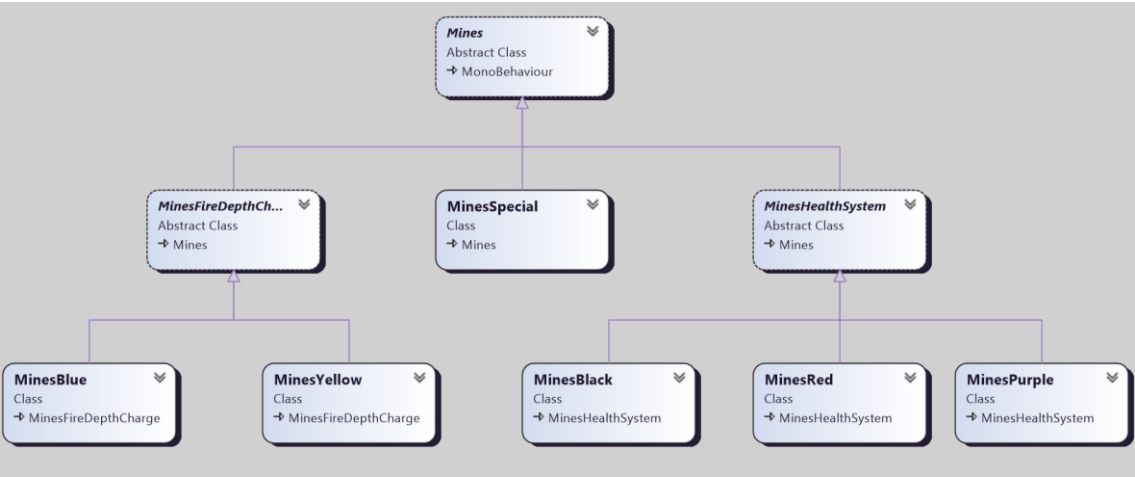 Mines
Abstract Class
MonoBehaviour
MinesFireDepthCh...
Abstract Class
Mines
MinesSpecial
Class
Mines
MinesHealthSystem
Abstract Class
Mines
MinesBlue
Class
MinesFireDepthCharge
MinesYellow
Class
MinesFireDepthCharge
MinesBlack
Class
MinesHealthSystem
MinesRed
Class
MinesHealthSystem
MinesPurple
Class
MinesHealthSystem